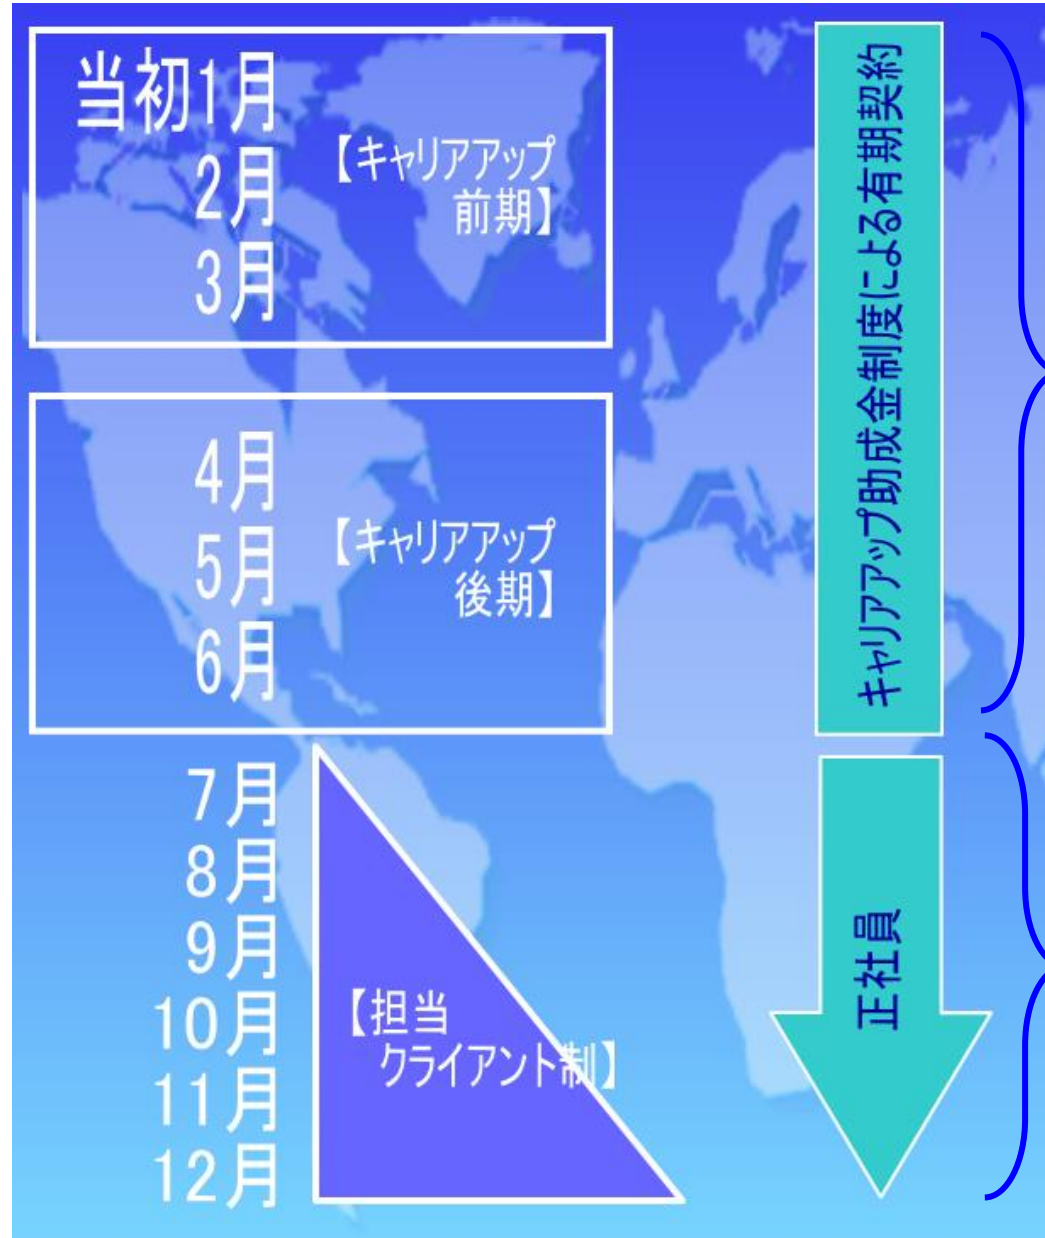 当初1月
2月
3月
【キャリアアップ
前期】
4月
5月
6月
【キャリアアップ
後期】
7月
8月
9月
10月
11月
12月
【担当
クライアント制】
キャリアアップ助成金制度による有期契約
正社員